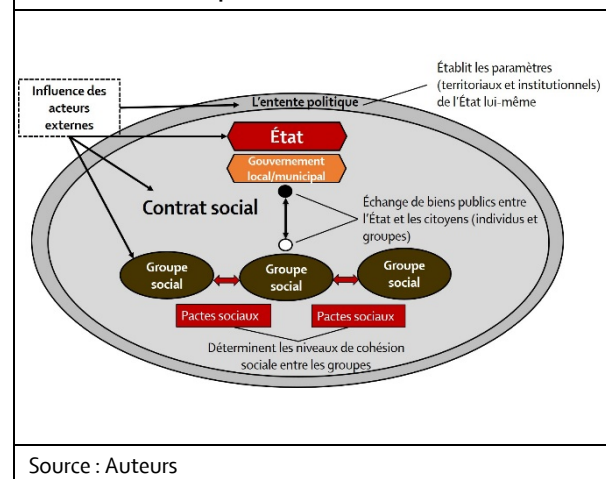 Influence des
acteurs
externes
Établit les paramètres
(territoriaux et institutionnels)
de l'État lui-même
L'entente politique
État
Gouvernement
local/municipal
Contrat social
Échange de biens publics entre
l'État et les citoyens (individus et
groupes)
Groupe
social
Groupe
social
Groupe
social
Pactes sociaux
Pactes sociaux
Déterminent les niveaux de cohésion
sociale entre les groupes
Source : Auteurs